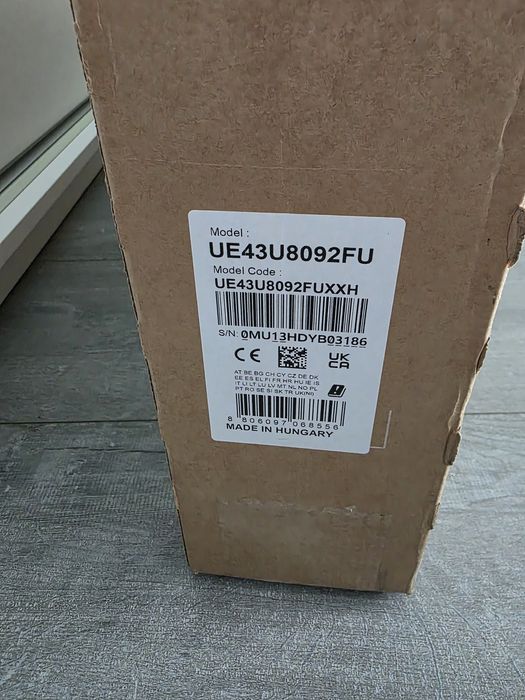 Model :
UE43U8092FU
Model Code :
UE43U8092FUXXH
S/N: 0MU13HDYB03186
CE UK CA
AT BE BG CH CY CZ DE DK
EE ES EL FI FR HR HU IE IS
IT LI LT LU LV MT NL NO PL
PT RO SE SI SK TR UK(NI)
8 806097 068556
MADE IN HUNGARY